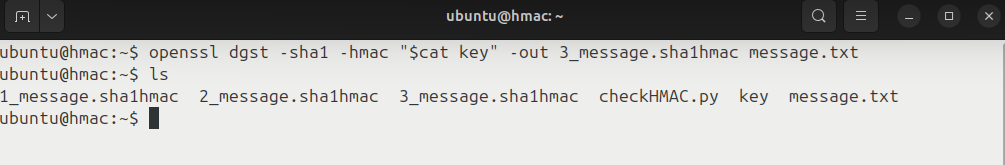 ubuntu@hmac: ~
ubuntu@hmac:~$ openssl dgst -sha1 -hmac "$cat key" -out 3_message.sha1hmac message.txt
ubuntu@hmac:~$ ls
1_message.sha1hmac  2_message.sha1hmac  3_message.sha1hmac  checkHMAC.py  key  message.txt
ubuntu@hmac:~$